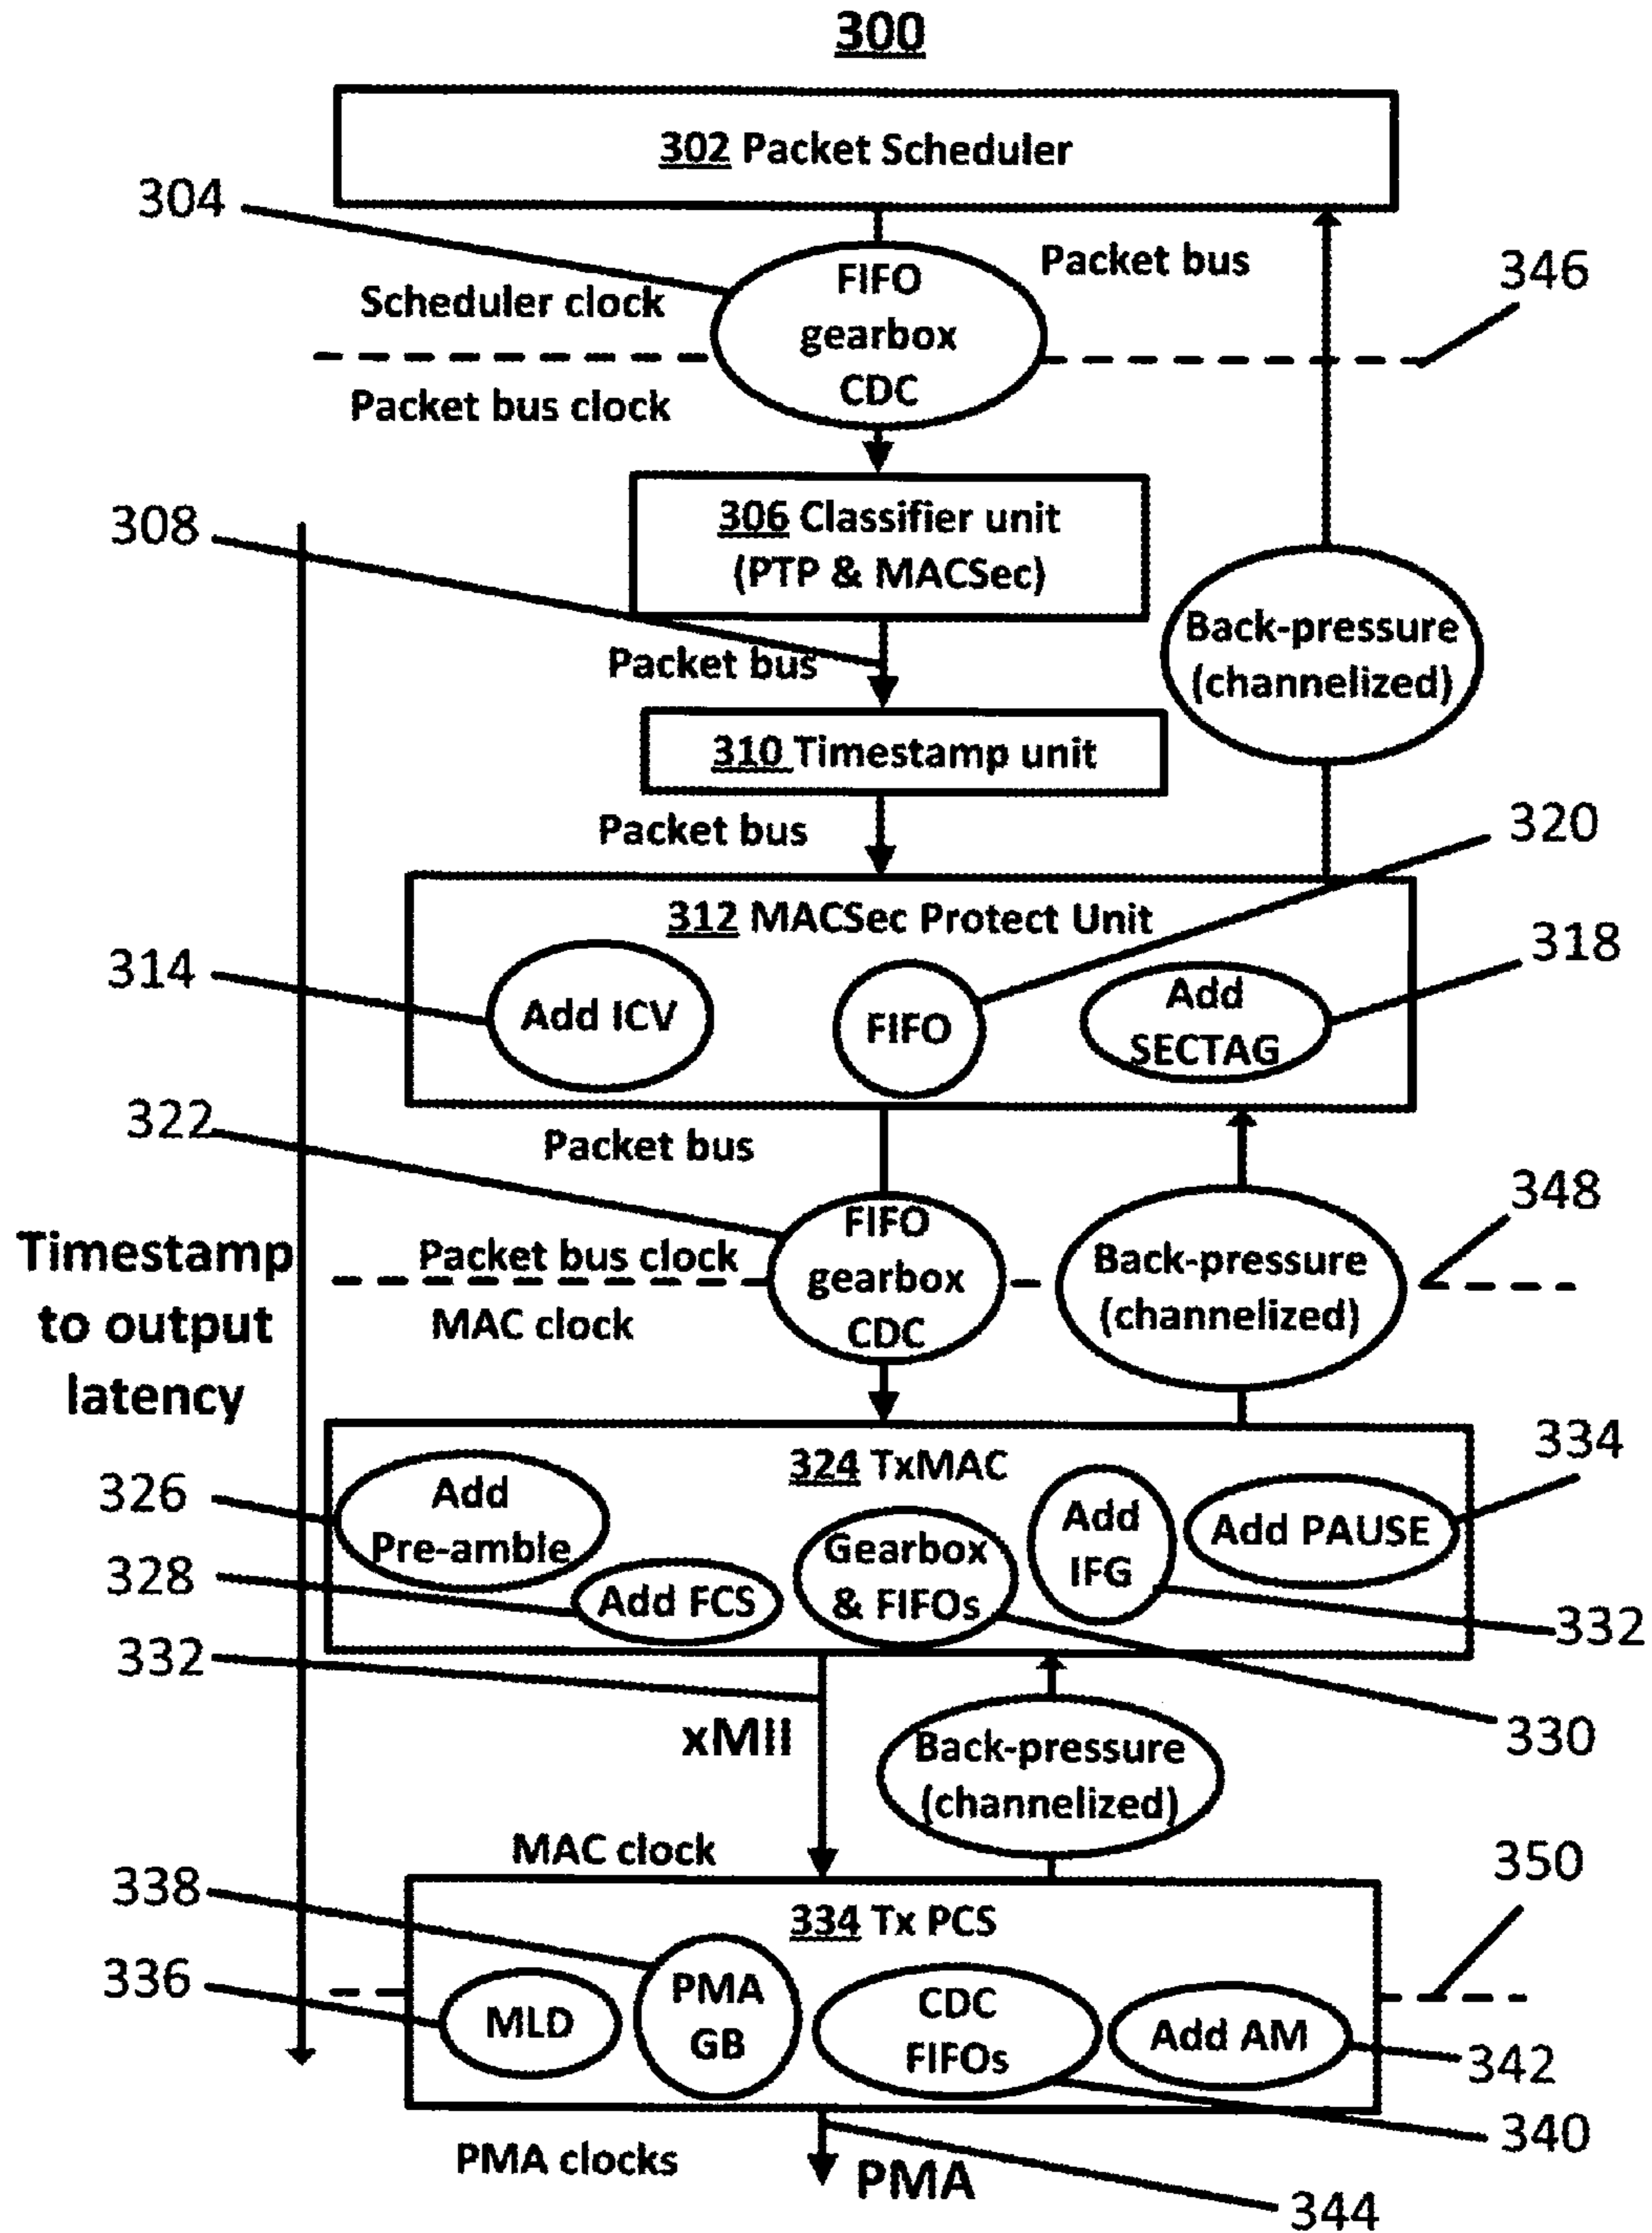 300
302 Packet Scheduler
304
FIFO
gearbox
CDC
Packet bus
346
Scheduler clock
Packet bus clock
306 Classifier unit
(PTP & MACSec)
308
Packet bus
Back-pressure
(channelized)
310 Timestamp unit
Packet bus
320
312 MACSec Protect Unit
318
314
Add ICV
FIFO
Add
SECTAG
322
Packet bus
348
FIFO
gearbox
CDC
Packet bus clock
MAC clock
Back-pressure
(channelized)
Timestamp
to output
latency
324 TxMAC
334
326
Add
Pre-amble
328
Add FCS
Gearbox
& FIFOs
Add
IFG
Add PAUSE
332
332
330
xMII
Back-pressure
(channelized)
MAC clock
350
338
334 Tx PCS
336
MLD
PMA
GB
CDC
FIFOs
Add AM
342
340
PMA clocks
PMA
344